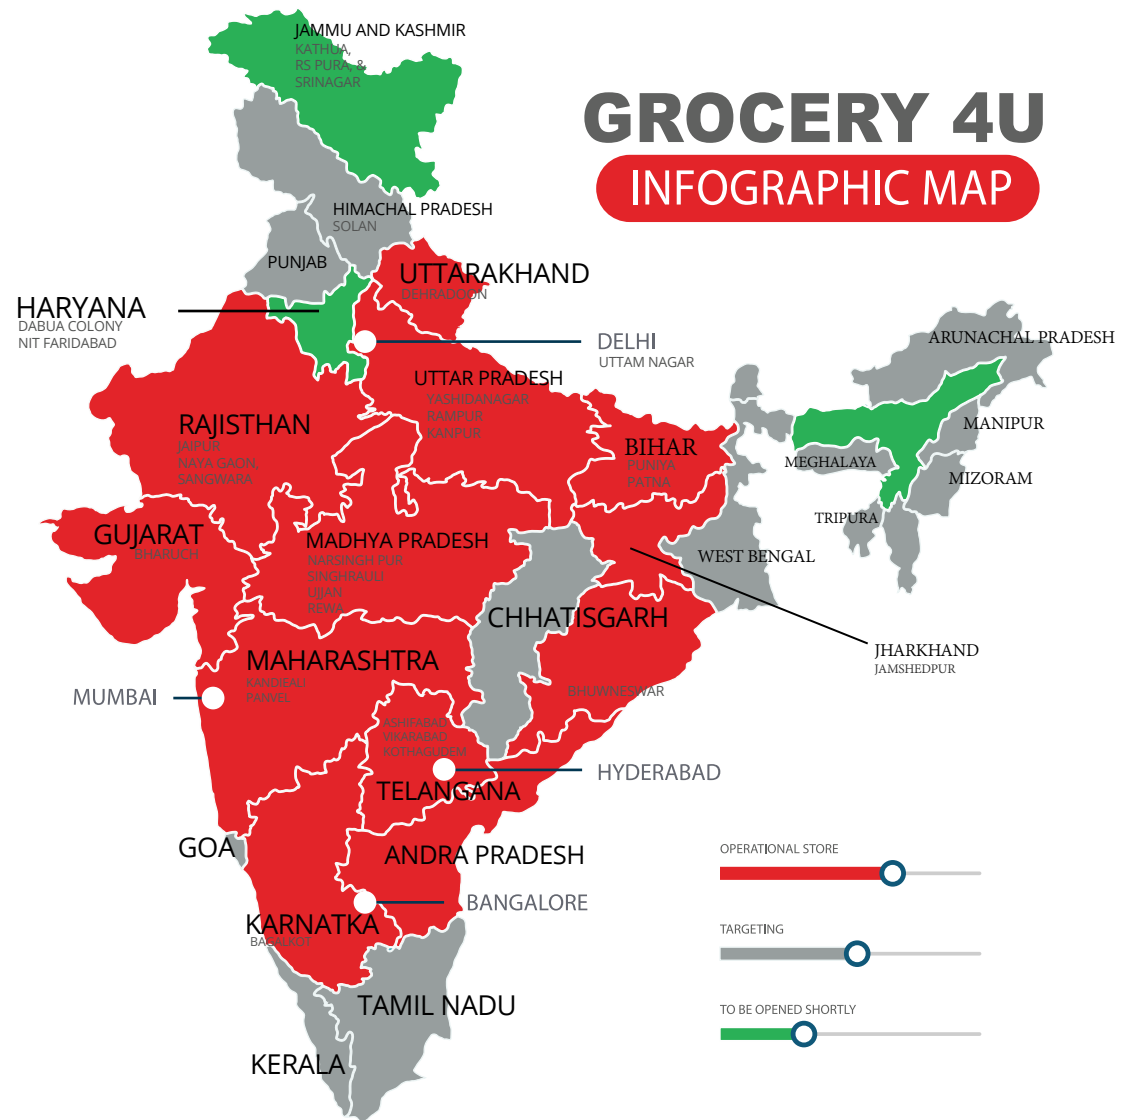 JAMMU AND KASHMIR
KATHUA,
RS PURA, &
SRINAGAR
GROCERY 4U
INFOGRAPHIC MAP
HIMACHAL PRADESH
SOLAN
PUNJAB
UTTARAKHAND
DEHRADOON
HARYANA
DABUA COLONY
NIT FARIDABAD
DELHI
UTTAM NAGAR
ARUNACHAL PRADESH
UTTAR PRADESH
YASHIDANAGAR
RAMPUR
KANPUR
RAJISTHAN
JAIPUR
NAYA GAON,
SANGWARA
BIHAR
PUNIYA
PATNA
MANIPUR
MEGHALAYA
MIZORAM
TRIPURA
GUJARAT
BHARUCH
MADHYA PRADESH
NARSINGH PUR
SINGHRAULI
UJJIAN
REWA
WEST BENGAL
CHHATISGARH
JHARKHAND
JAMSHEDPUR
MAHARASHTRA
KANDIEALI
PANVEL
MUMBAI
BHUWNESWAR
ASHIFABAD
VIKARABAD
KOTHAGUDEM
HYDERABAD
TELANGANA
GOA
ANDRA PRADESH
OPERATIONAL STORE
BANGALORE
KARNATKA
BAGALKOT
TARGETING
TAMIL NADU
TO BE OPENED SHORTLY
KERALA